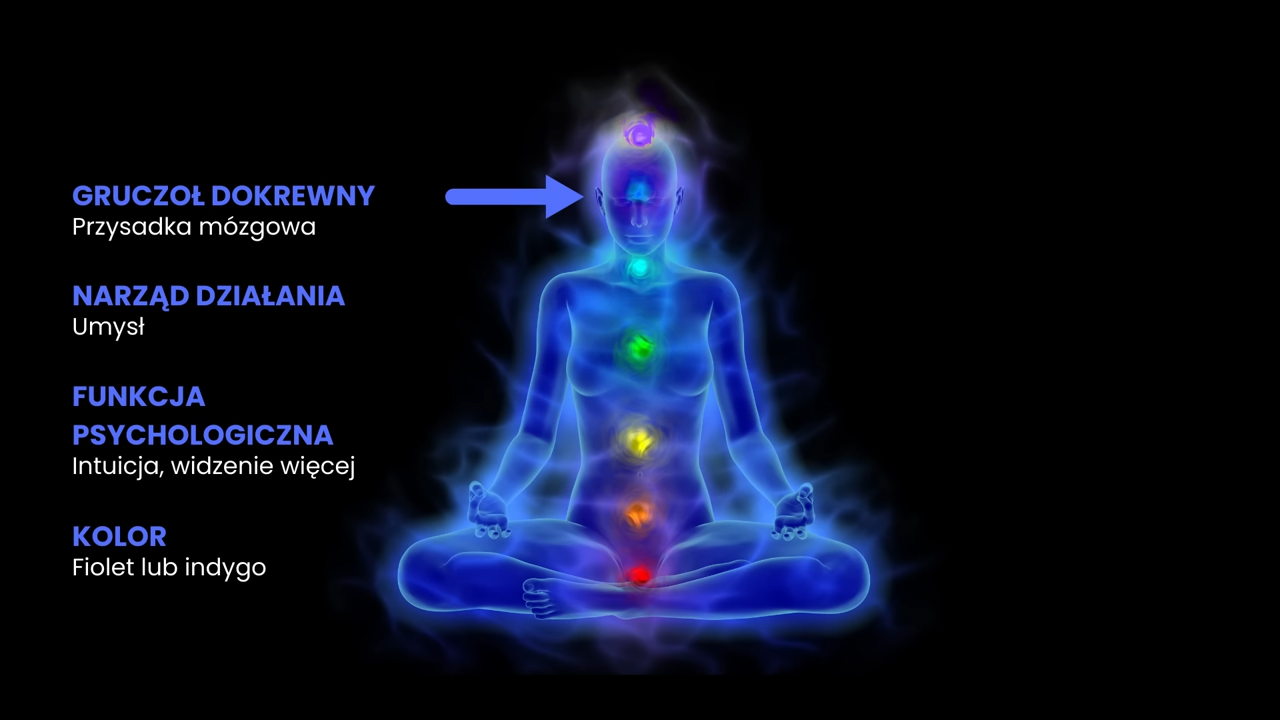 GRUCZOŁ DOKREWNY
Przysadka mózgowa
NARZĄD DZIAŁANIA
Umysł
FUNKCJA
PSYCHOLOGICZNA
Intuicja, widzenie więcej
KOLOR
Fiolet lub indygo